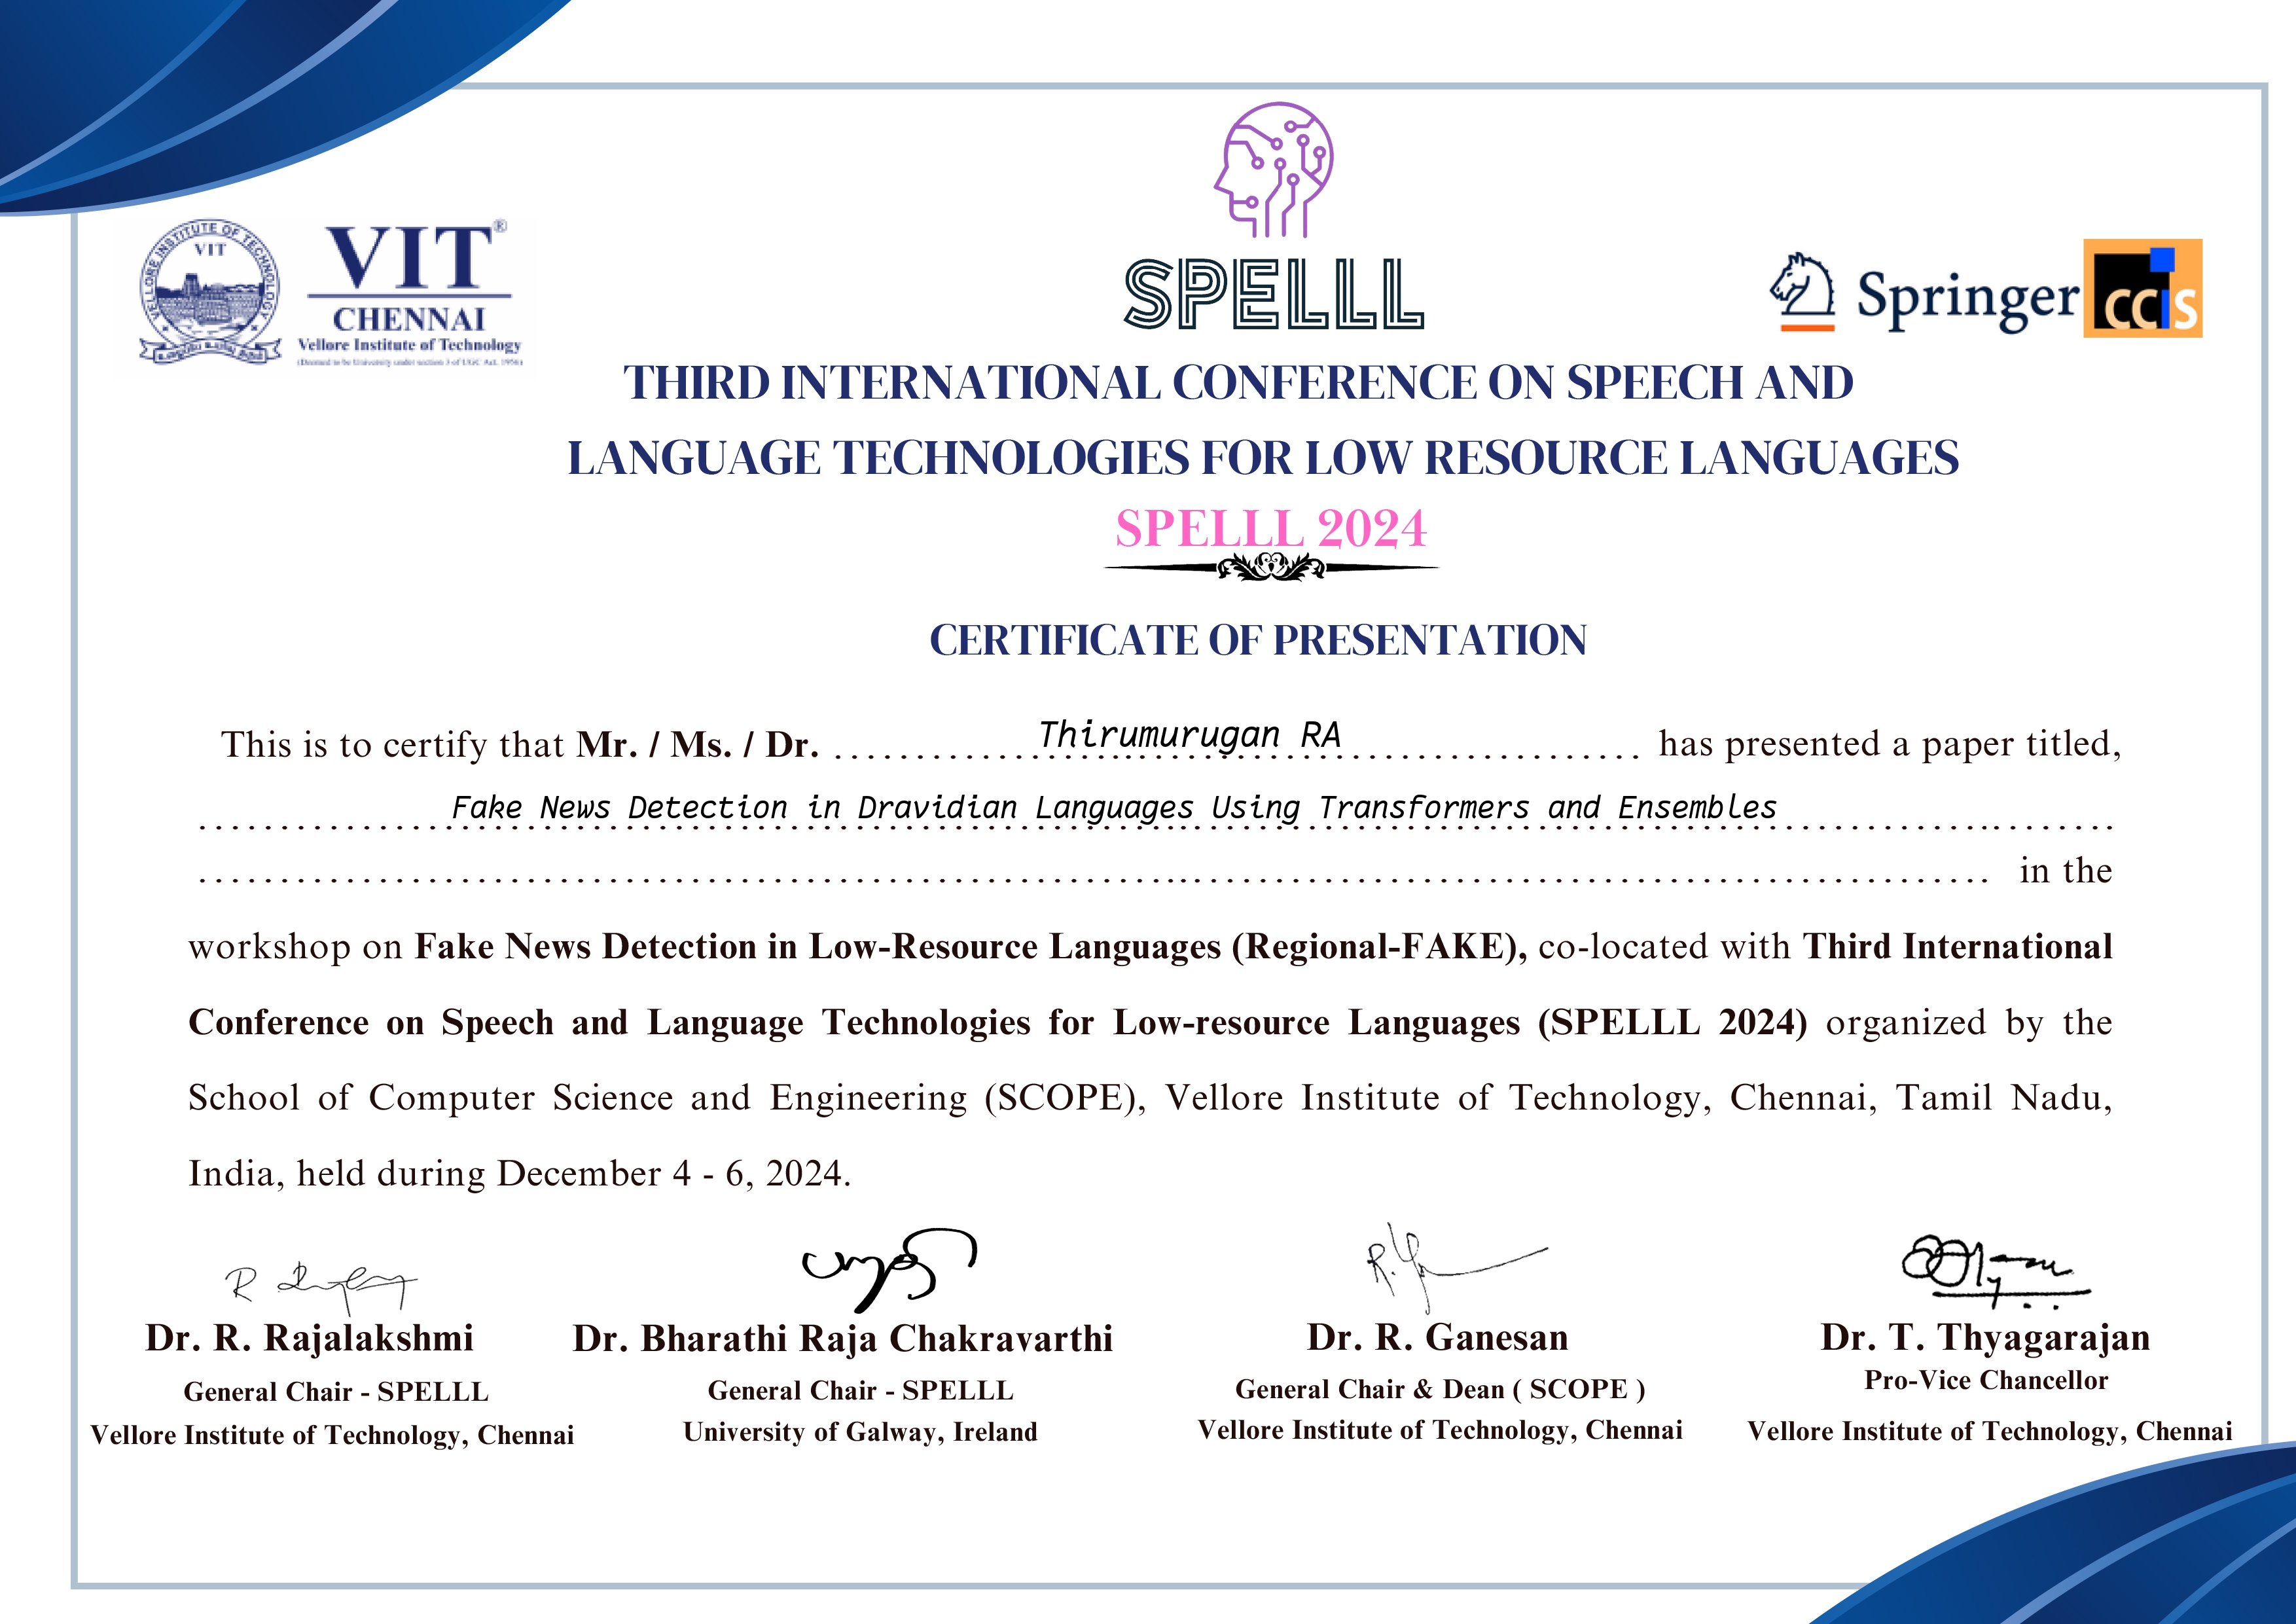 VELLORE INSTITUTE OF TECHNOLOGY
VIT
VIT®
CHENNAI
Vellore Institute of Technology
(Deemed to be University under section 3 of UGC Act, 1956)
SPELLL
Springer
CCIS
THIRD INTERNATIONAL CONFERENCE ON SPEECH AND
LANGUAGE TECHNOLOGIES FOR LOW RESOURCE LANGUAGES
SPELLL 2024
CERTIFICATE OF PRESENTATION
This is to certify that Mr. / Ms. / Dr. Thirumurugan RA has presented a paper titled,
Fake News Detection in Dravidian Languages Using Transformers and Ensembles
in the
workshop on Fake News Detection in Low-Resource Languages (Regional-FAKE), co-located with Third International
Conference on Speech and Language Technologies for Low-resource Languages (SPELLL 2024) organized by the
School of Computer Science and Engineering (SCOPE), Vellore Institute of Technology, Chennai, Tamil Nadu,
India, held during December 4 - 6, 2024.
Dr. R. Rajalakshmi
General Chair - SPELLL
Vellore Institute of Technology, Chennai
Dr. Bharathi Raja Chakravarthi
General Chair - SPELLL
University of Galway, Ireland
Dr. R. Ganesan
General Chair & Dean ( SCOPE )
Vellore Institute of Technology, Chennai
Dr. T. Thyagarajan
Pro-Vice Chancellor
Vellore Institute of Technology, Chennai